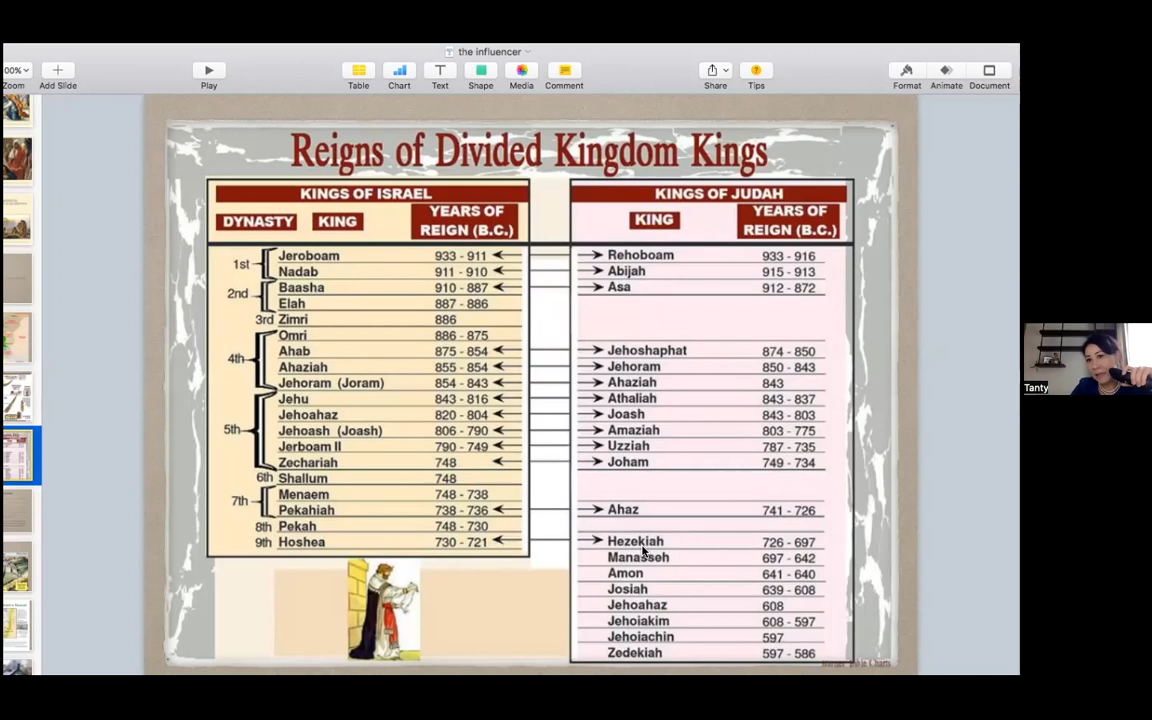 the influencer
00%
Zoom
Add Slide
Play
Table
Chart
Text
Shape
Media
Comment
Share
Tips
Format
Animate
Document
Reigns of Divided Kingdom Kings
KINGS OF ISRAEL
DYNASTY KING YEARS OF REIGN (B.C.)
1st
Jeroboam 933 - 911
Nadab 911 - 910
2nd
Baasha 910 - 887
Elah 887 - 886
3rd Zimri 886
4th
Omri 886 - 875
Ahab 875 - 854
Ahaziah 855 - 854
Jehoram (Joram) 854 - 843
5th
Jehu 843 - 816
Jehoahaz 820 - 804
Jehoash (Joash) 806 - 790
Jerboam II 790 - 749
Zechariah 748
6th Shallum 748
7th
Menaem 748 - 738
Pekahiah 738 - 736
8th Pekah 748 - 730
9th Hoshea 730 - 721
KINGS OF JUDAH
KING YEARS OF REIGN (B.C.)
Rehoboam 933 - 916
Abijah 915 - 913
Asa 912 - 872
Jehoshaphat 874 - 850
Jehoram 850 - 843
Ahaziah 843
Athaliah 843 - 837
Joash 843 - 803
Amaziah 803 - 775
Uzziah 787 - 735
Joham 749 - 734
Ahaz 741 - 726
Hezekiah 726 - 697
Manasseh 697 - 642
Amon 641 - 640
Josiah 639 - 608
Jehoahaz 608
Jehoiakim 608 - 597
Jehoiachin 597
Zedekiah 597 - 586
Charts
Tanty